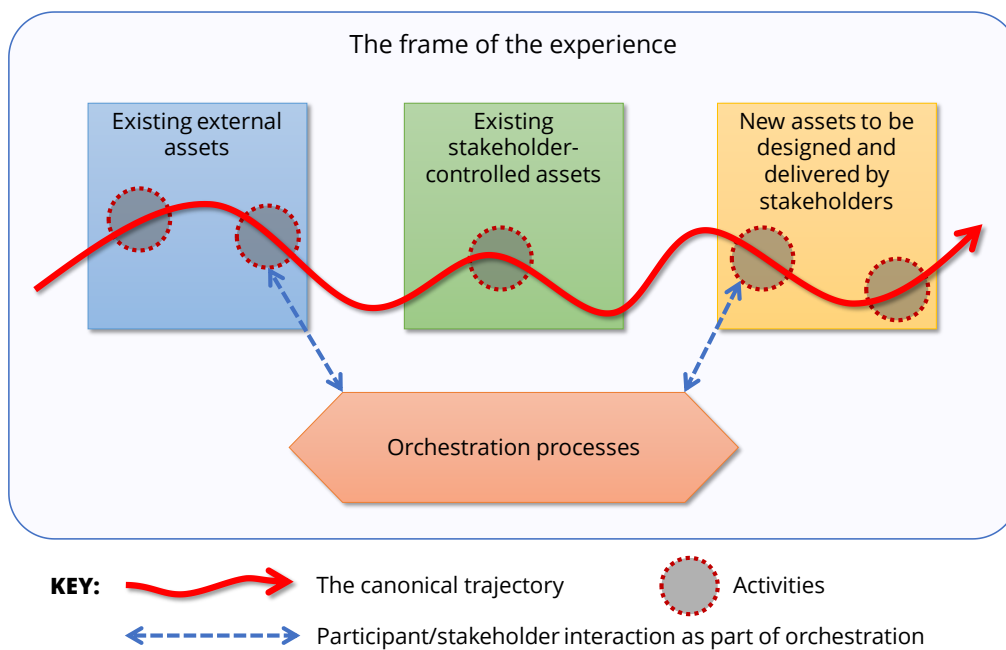 The frame of the experience
Existing external
assets
Existing
stakeholder-
controlled assets
New assets to be
designed and
delivered by
stakeholders
Orchestration processes
KEY:
The canonical trajectory
Activities
Participant/stakeholder interaction as part of orchestration